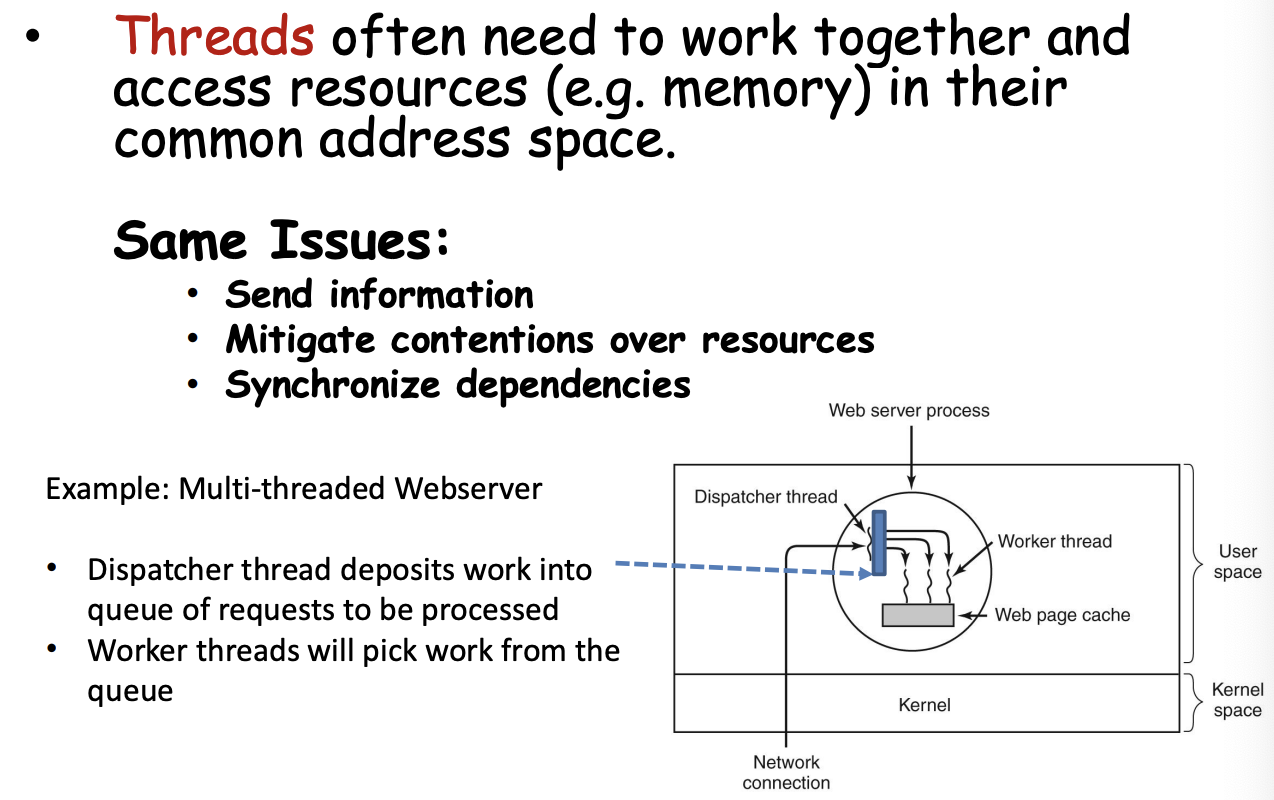 • Threads often need to work together and
access resources (e.g. memory) in their
common address space.
Same Issues:
• Send information
• Mitigate contentions over resources
• Synchronize dependencies
Example: Multi-threaded Webserver
• Dispatcher thread deposits work into
queue of requests to be processed
• Worker threads will pick work from the
queue
Web server process
Dispatcher thread
Worker thread
Web page cache
User
space
Kernel
Kernel
space
Network
connection